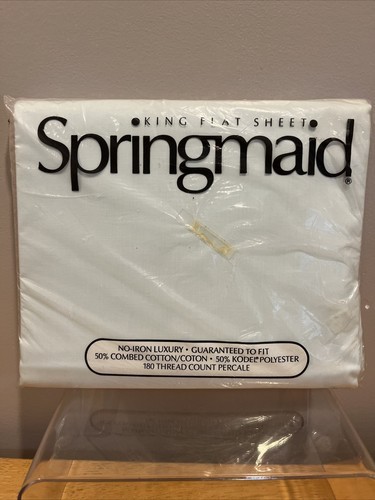 KING FLAT SHEET
Springmaid®
NO-IRON LUXURY • GUARANTEED TO FIT
50% COMBED COTTON/COTON • 50% KODEL® POLYESTER
180 THREAD COUNT PERCALE